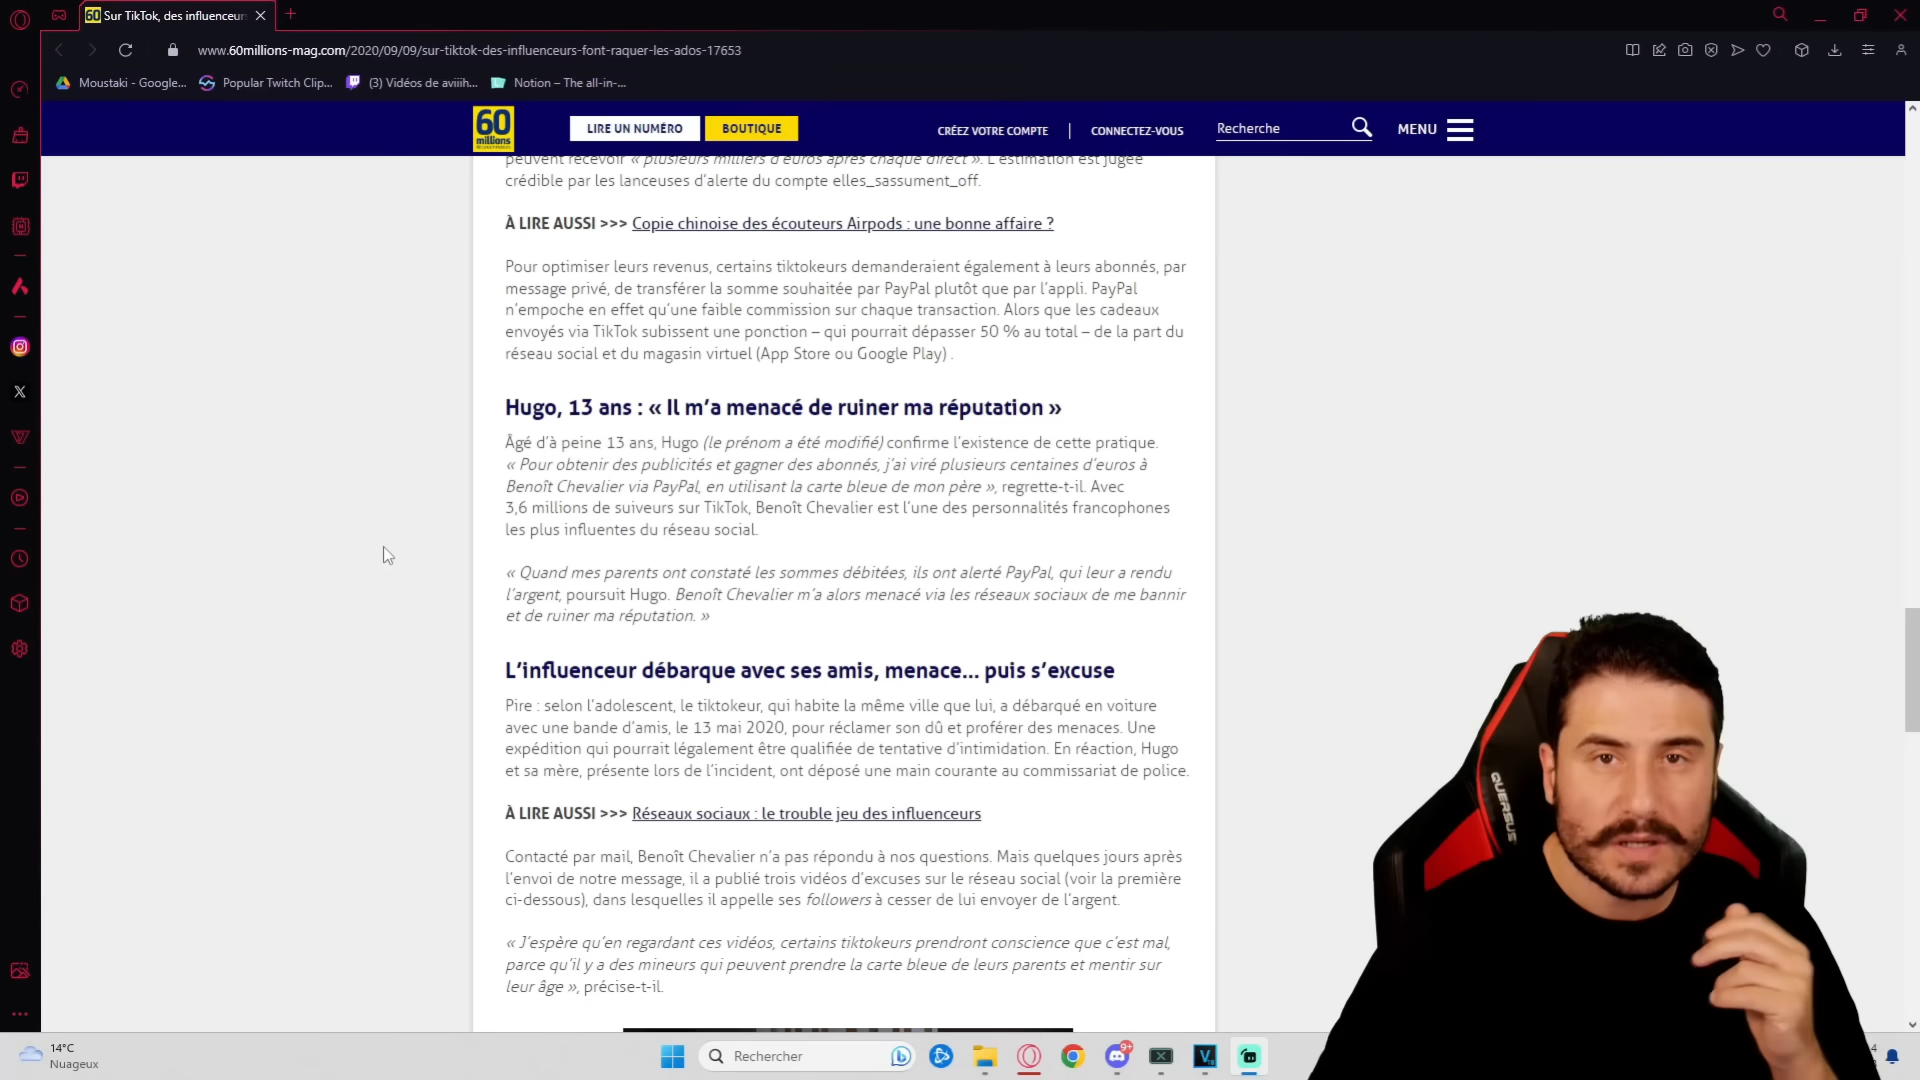 Sur TikTok, des influenceur
www.60millions-mag.com/2020/09/09/sur-tiktok-des-influenceurs-font-raquer-les-ados-17653
Moustaki - Google...
Popular Twitch Clip...
(3) Vidéos de aviiih...
Notion – The all-in-...
60 millions
LIRE UN NUMÉRO
BOUTIQUE
CRÉEZ VOTRE COMPTE
CONNECTEZ-VOUS
Recherche
MENU
peuvent recevoir « plusieurs milliers d’euros après chaque direct ». L’estimation est jugée
crédible par les lanceuses d’alerte du compte elles_sassument_off.
À LIRE AUSSI >>> Copie chinoise des écouteurs Airpods : une bonne affaire ?
Pour optimiser leurs revenus, certains tiktokeurs demanderaient également à leurs abonnés, par
message privé, de transférer la somme souhaitée par PayPal plutôt que par l’appli. PayPal
n’empoche en effet qu’une faible commission sur chaque transaction. Alors que les cadeaux
envoyés via TikTok subissent une ponction – qui pourrait dépasser 50 % au total – de la part du
réseau social et du magasin virtuel (App Store ou Google Play) .
Hugo, 13 ans : « Il m’a menacé de ruiner ma réputation »
Âgé d’à peine 13 ans, Hugo (le prénom a été modifié) confirme l’existence de cette pratique.
« Pour obtenir des publicités et gagner des abonnés, j’ai viré plusieurs centaines d’euros à
Benoît Chevalier via PayPal, en utilisant la carte bleue de mon père », regrette-t-il. Avec
3,6 millions de suiveurs sur TikTok, Benoît Chevalier est l’une des personnalités francophones
les plus influentes du réseau social.
« Quand mes parents ont constaté les sommes débitées, ils ont alerté PayPal, qui leur a rendu
l’argent, poursuit Hugo. Benoît Chevalier m’a alors menacé via les réseaux sociaux de me bannir
et de ruiner ma réputation. »
L’influenceur débarque avec ses amis, menace… puis s’excuse
Pire : selon l’adolescent, le tiktokeur, qui habite la même ville que lui, a débarqué en voiture
avec une bande d’amis, le 13 mai 2020, pour réclamer son dû et proférer des menaces. Une
expédition qui pourrait légalement être qualifiée de tentative d’intimidation. En réaction, Hugo
et sa mère, présente lors de l’incident, ont déposé une main courante au commissariat de police.
À LIRE AUSSI >>> Réseaux sociaux : le trouble jeu des influenceurs
Contacté par mail, Benoît Chevalier n’a pas répondu à nos questions. Mais quelques jours après
l’envoi de notre message, il a publié trois vidéos d’excuses sur le réseau social (voir la première
ci-dessous), dans lesquelles il appelle ses followers à cesser de lui envoyer de l’argent.
« J’espère qu’en regardant ces vidéos, certains tiktokeurs prendront conscience que c’est mal,
parce qu’il y a des mineurs qui peuvent prendre la carte bleue de leurs parents et mentir sur
leur âge », précise-t-il.
QUERSUS
14°C
Nuageux
Rechercher
9+